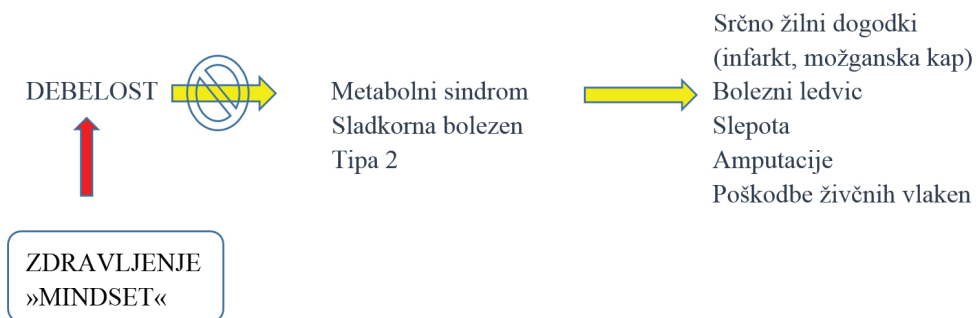 DEBELOST
ZDRAVLJENJE
»MINDSET«
Metabolni sindrom
Sladkorna bolezen
Tipa 2
Srčno žilni dogodki
(infarkt, možganska kap)
Bolezni ledvic
Slepota
Amputacije
Poškodbe živčnih vlaken